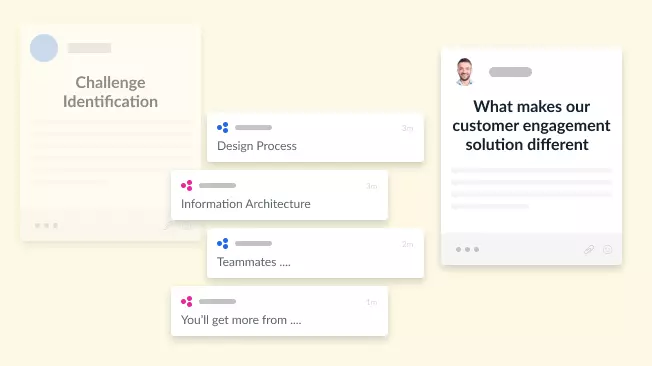 Challenge
Identification
3m
Design Process
3m
Information Architecture
2m
Teammates ....
1m
You'll get more from ....
What makes our
customer engagement
solution different